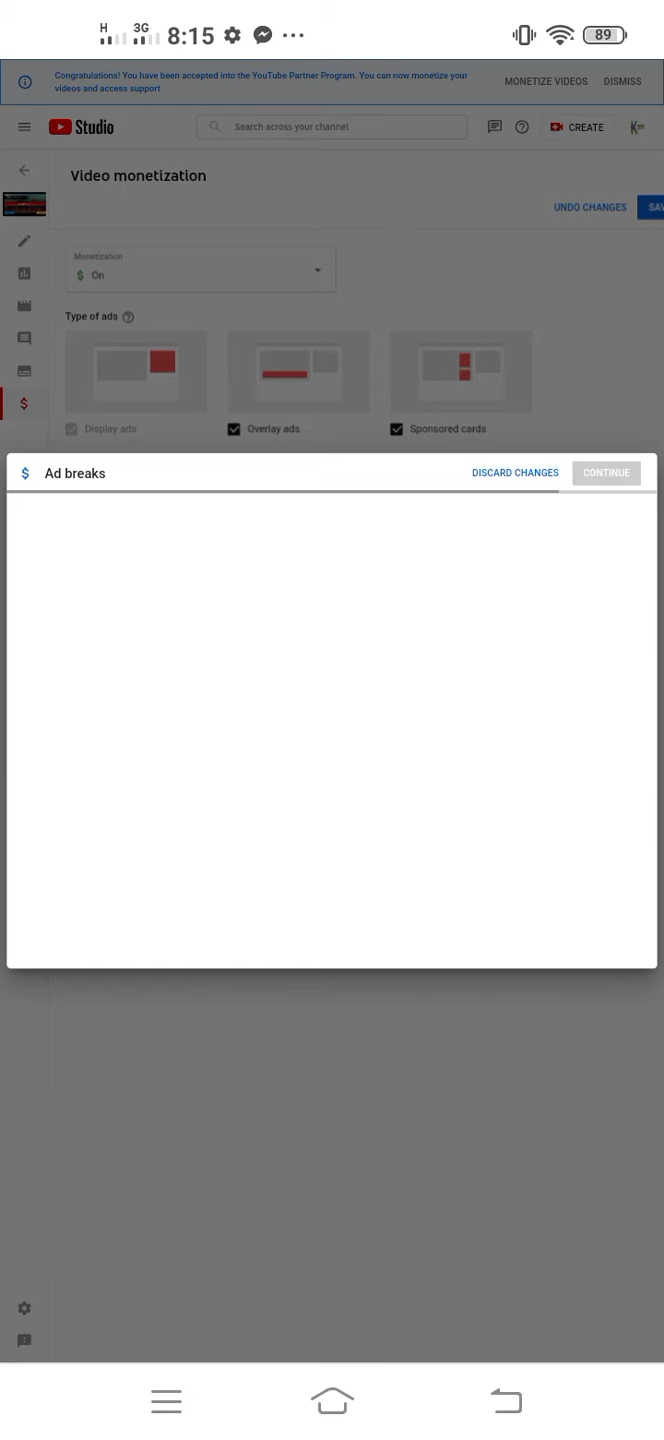 H 3G 8:15 89
Congratulations! You have been accepted into the YouTube Partner Program. You can now monetize your
videos and access support
MONETIZE VIDEOS DISMISS
Studio
Search across your channel
CREATE
Video monetization
UNDO CHANGES SAV
Monetization
$ On
Type of ads ?
Display ads Overlay ads Sponsored cards
$ Ad breaks DISCARD CHANGES CONTINUE